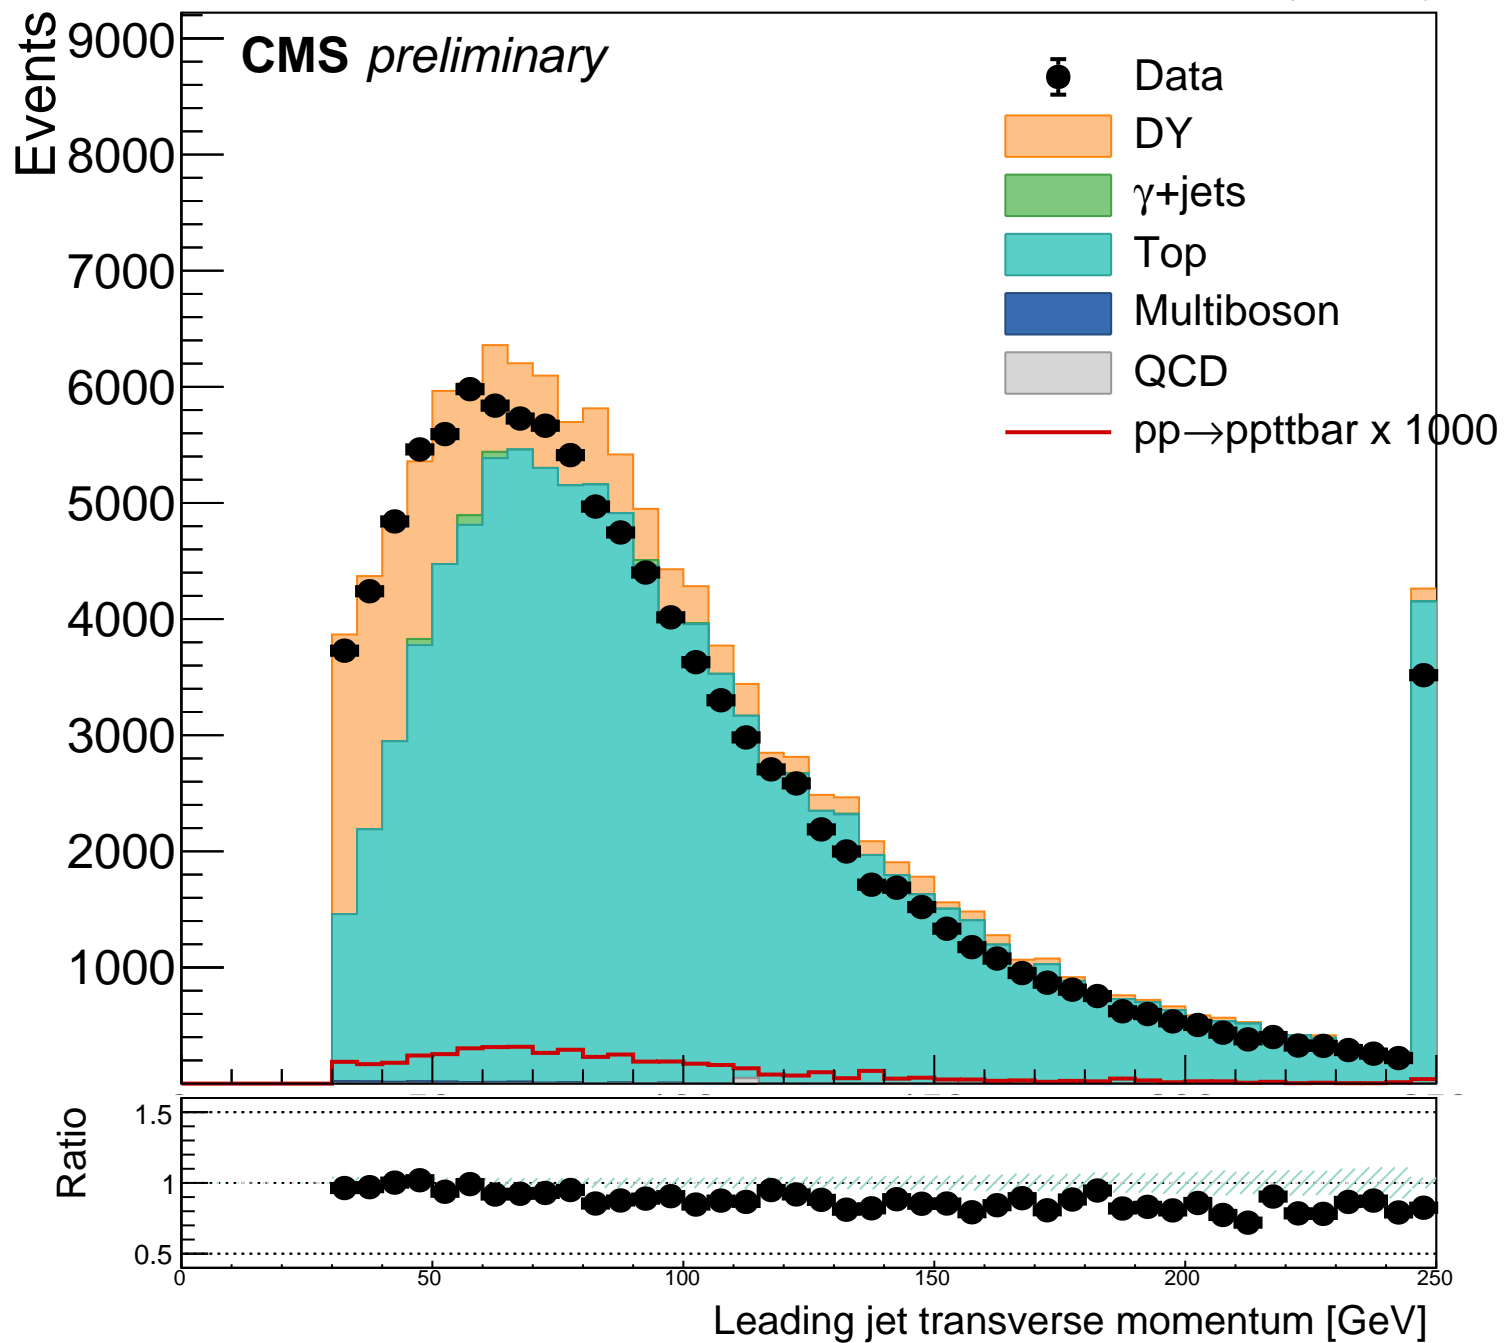 CMS preliminary
Events
9000
8000
7000
6000
5000
4000
3000
2000
1000
Data
DY
γ+jets
Top
Multiboson
QCD
pp→ppttbar x 1000
Ratio
1.5
1
0.5
0 50 100 150 200 250
Leading jet transverse momentum [GeV]